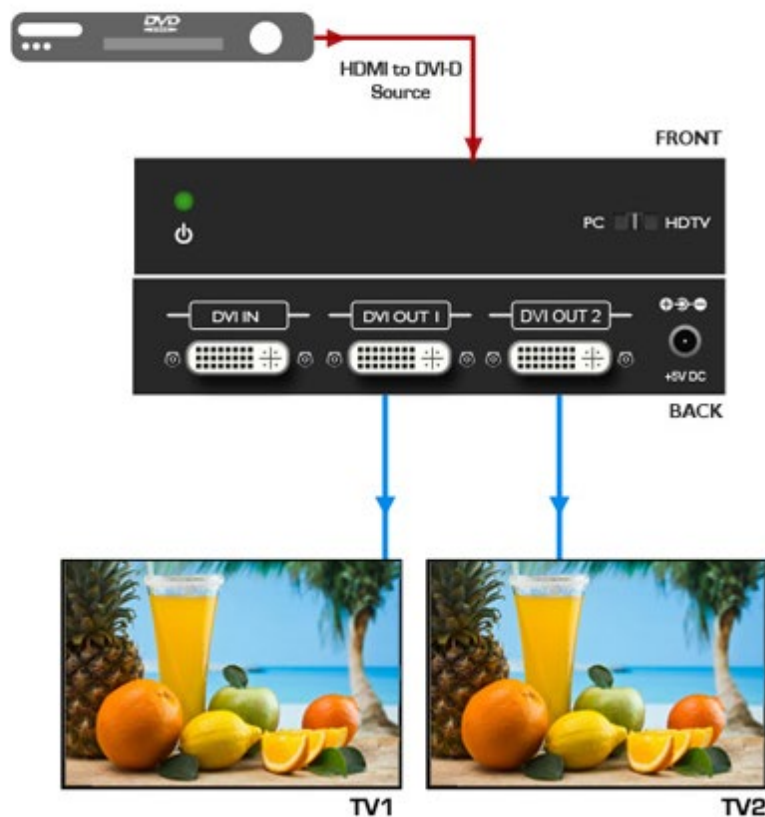 DVD
HDMI to DVI-D
Source
FRONT
PC HDTV
DVI IN DVI OUT 1 DVI OUT 2
+5V DC
BACK
TV1 TV2